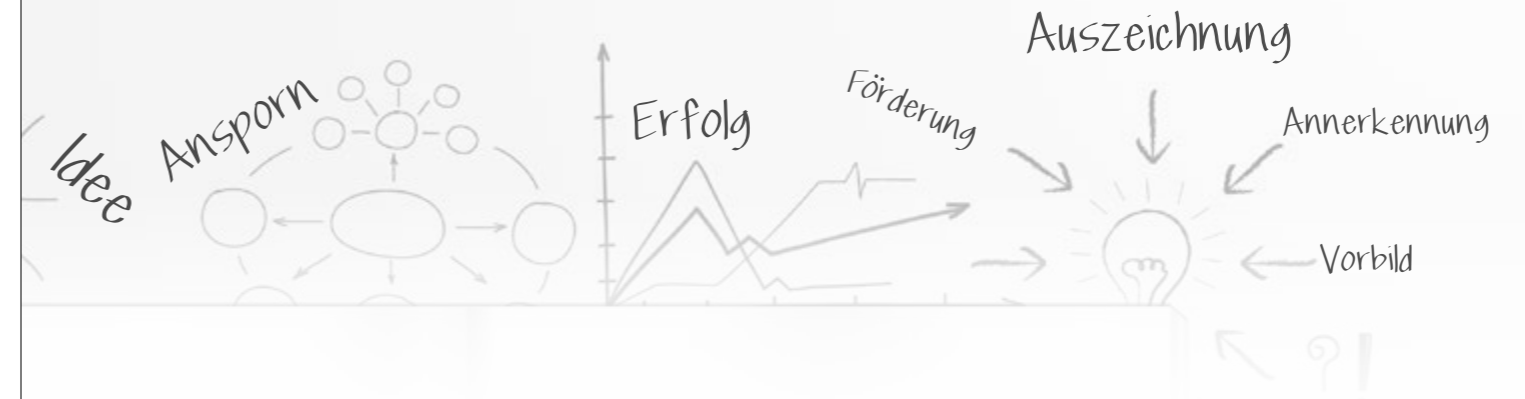 Idee
Ansporn
Erfolg
Förderung
Auszeichnung
Annerkennung
Vorbild
?!